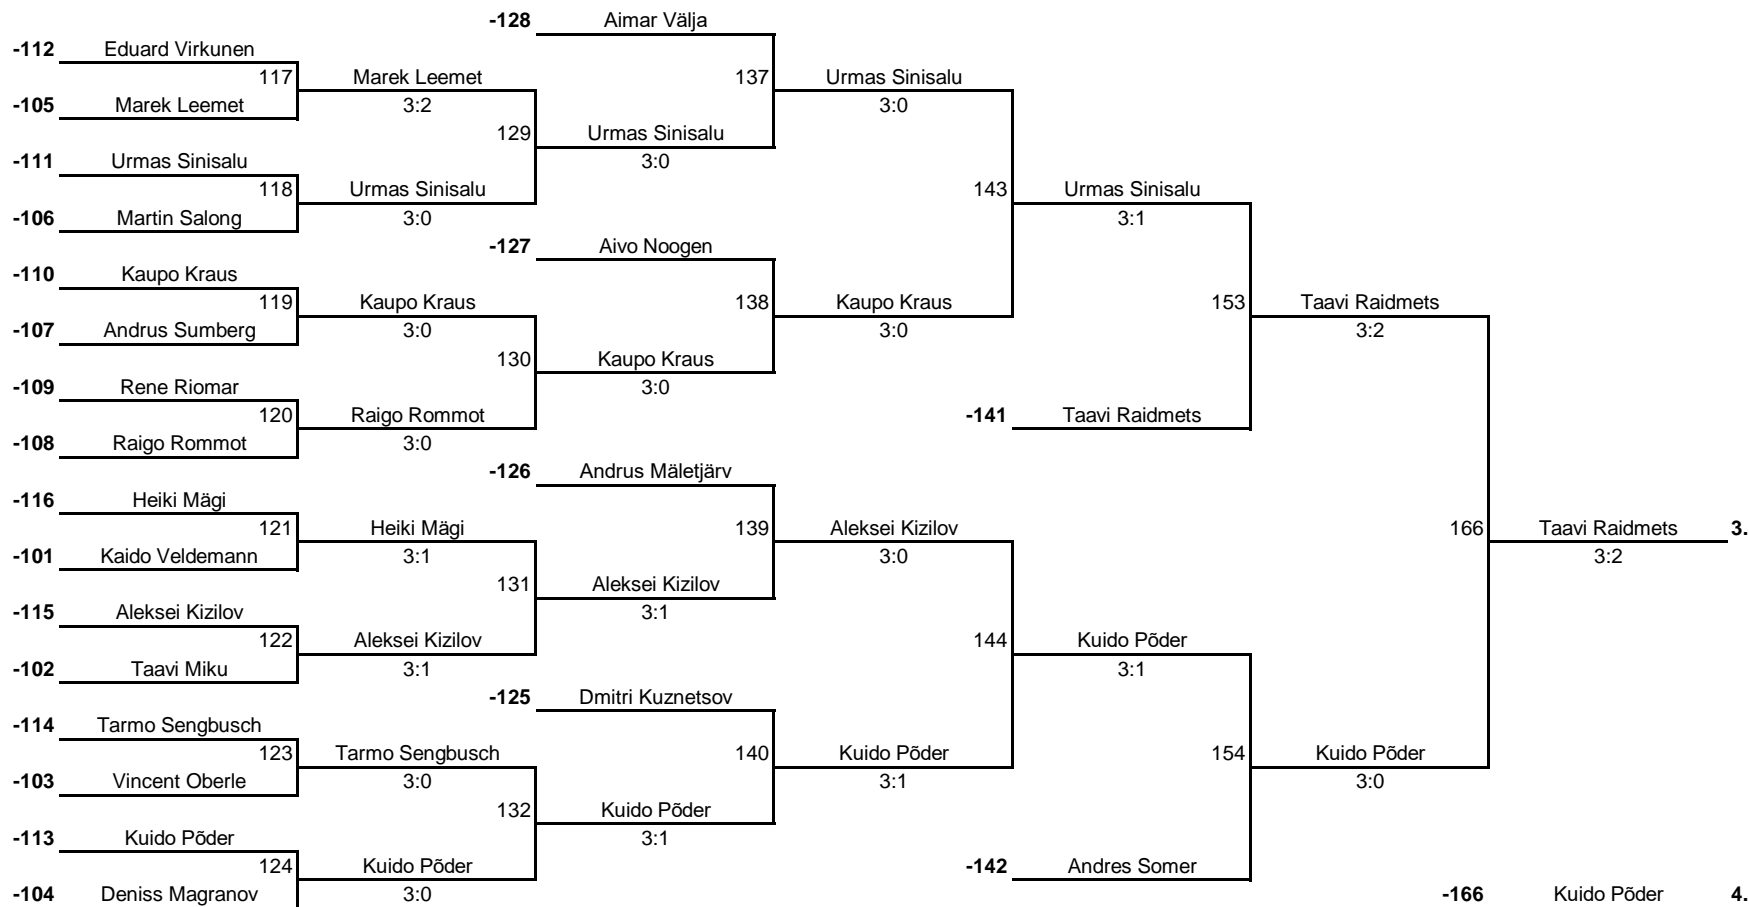 -128 Aimar Välja
-112 Eduard Virkunen
117 Marek Leemet 137 Urmas Sinisalu
-105 Marek Leemet 3:2 3:0
129 Urmas Sinisalu
-111 Urmas Sinisalu 3:0
118 Urmas Sinisalu 143 Urmas Sinisalu
-106 Martin Salong 3:0 3:1
-127 Aivo Noogen
-110 Kaupo Kraus
119 Kaupo Kraus 138 Kaupo Kraus 153 Taavi Raidmets
-107 Andrus Sumberg 3:0 3:0 3:2
130 Kaupo Kraus
-109 Rene Riomar 3:0
120 Raigo Rommot -141 Taavi Raidmets
-108 Raigo Rommot 3:0
-126 Andrus Mäletjärv
-116 Heiki Mägi
121 Heiki Mägi 139 Aleksei Kizilov 166 Taavi Raidmets 3.
-101 Kaido Veldemann 3:1 3:0 3:2
131 Aleksei Kizilov
-115 Aleksei Kizilov 3:1
122 Aleksei Kizilov 144 Kuido Põder
-102 Taavi Miku 3:1 3:1
-125 Dmitri Kuznetsov
-114 Tarmo Sengbusch
123 Tarmo Sengbusch 140 Kuido Põder 154 Kuido Põder
-103 Vincent Oberle 3:0 3:1 3:0
132 Kuido Põder
-113 Kuido Põder 3:1
124 Kuido Põder -142 Andres Somer
-104 Deniss Magranov 3:0 -166 Kuido Põder 4.